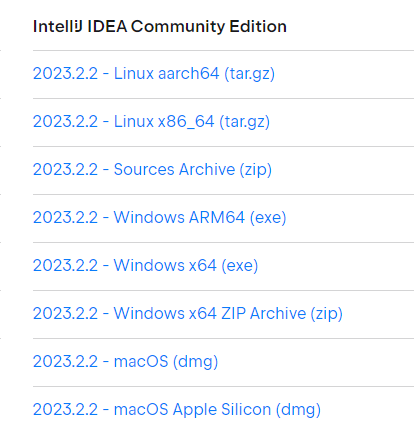 IntelliJ IDEA Community Edition
2023.2.2 - Linux aarch64 (tar.gz)
2023.2.2 - Linux x86_64 (tar.gz)
2023.2.2 - Sources Archive (zip)
2023.2.2 - Windows ARM64 (exe)
2023.2.2 - Windows x64 (exe)
2023.2.2 - Windows x64 ZIP Archive (zip)
2023.2.2 - macOS (dmg)
2023.2.2 - macOS Apple Silicon (dmg)